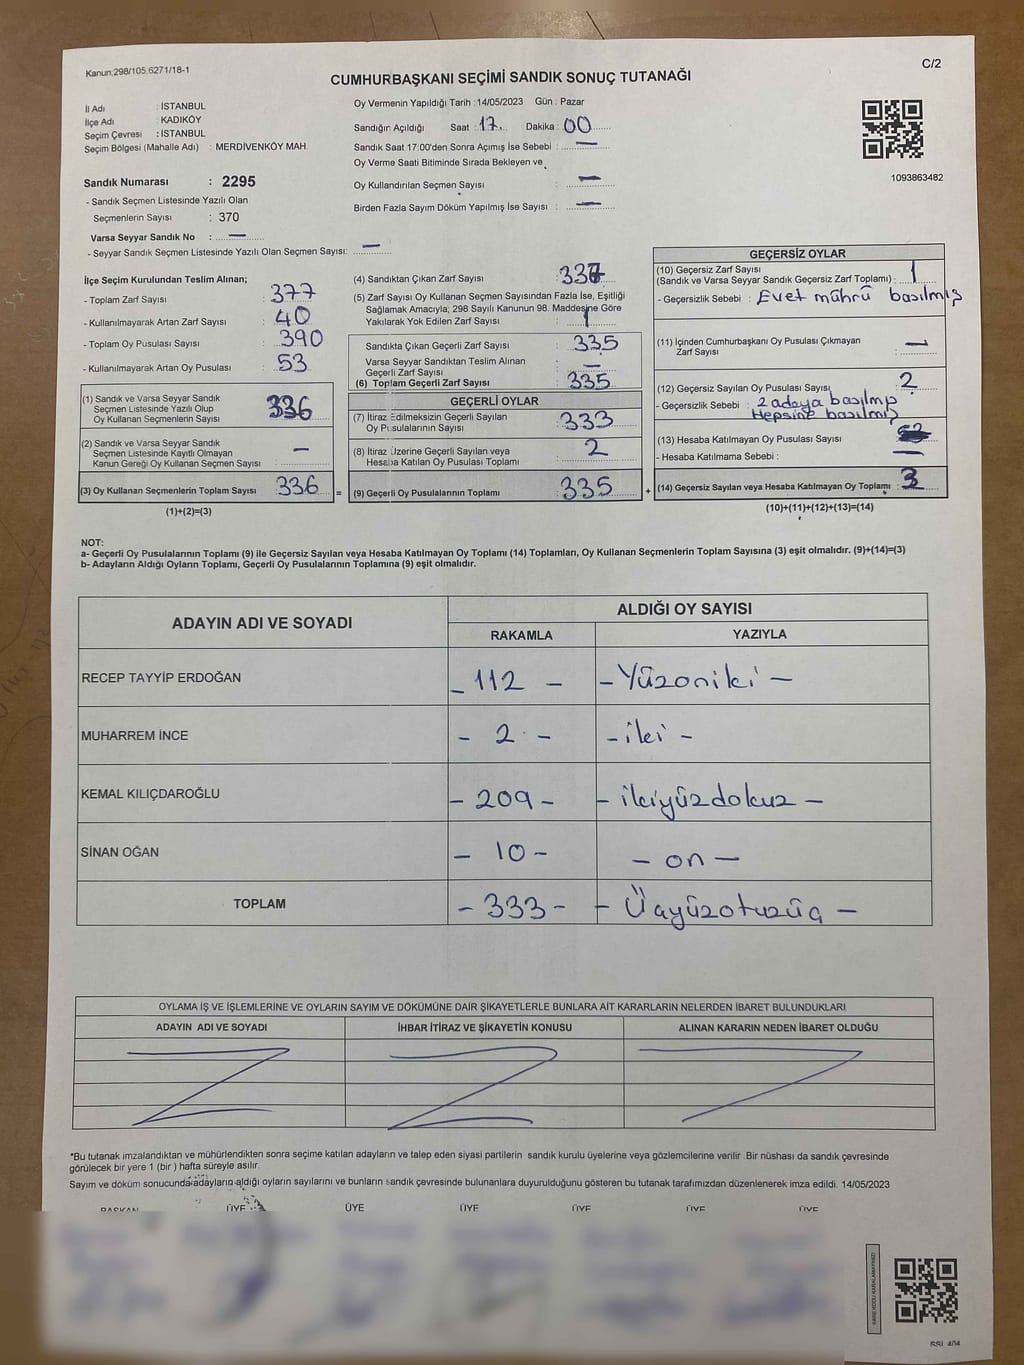 Kanun:298/105.6271/18-1
C/2
CUMHURBAŞKANI SEÇİMİ SANDIK SONUÇ TUTANAĞI
İl Adı : İSTANBUL
İlçe Adı : KADIKÖY
Seçim Çevresi : İSTANBUL
Seçim Bölgesi (Mahalle Adı) : MERDİVENKÖY MAH.
Sandık Numarası : 2295
- Sandık Seçmen Listesinde Yazılı Olan
Seçmenlerin Sayısı : 370
Varsa Seyyar Sandık No : —
- Seyyar Sandık Seçmen Listesinde Yazılı Olan Seçmen Sayısı: —
Oy Vermenin Yapıldığı Tarih : 14/05/2023 Gün : Pazar
Sandığın Açıldığı Saat : 17 Dakika : 00
Sandık Saat 17:00'den Sonra Açımış İse Sebebi : —
Oy Verme Saati Bitiminde Sırada Bekleyen ve
Oy Kullandırılan Seçmen Sayısı : —
Birden Fazla Sayım Döküm Yapılmış İse Sayısı : —
1093863482
İlçe Seçim Kurulundan Teslim Alınan;
- Toplam Zarf Sayısı : 377
- Kullanılmayarak Artan Zarf Sayısı : 40
- Toplam Oy Pusulası Sayısı : 390
- Kullanılmayarak Artan Oy Pusulası : 53
(1) Sandık ve Varsa Seyyar Sandık
Seçmen Listesinde Yazılı Olup
Oy Kullanan Seçmenlerin Sayısı : 336
(2) Sandık ve Varsa Seyyar Sandık
Seçmen Listesinde Kayıtlı Olmayan
Kanun Gereği Oy Kullanan Seçmen Sayısı : —
(3) Oy Kullanan Seçmenlerin Toplam Sayısı : 336 =
(1)+(2)=(3)
(4) Sandıktan Çıkan Zarf Sayısı : 337
(5) Zarf Sayısı Oy Kullanan Seçmen Sayısından Fazla İse, Eşitliği
Sağlamak Amacıyla; 298 Sayılı Kanunun 98. Maddesine Göre
Yakılarak Yok Edilen Zarf Sayısı : 1
Sandıkta Çıkan Geçerli Zarf Sayısı : 335
Varsa Seyyar Sandıktan Teslim Alınan
Geçerli Zarf Sayısı : —
(6) Toplam Geçerli Zarf Sayısı : 335
GEÇERLİ OYLAR
(7) İtiraz Edilmeksizin Geçerli Sayılan
Oy Pusulalarının Sayısı : 333
(8) İtiraz Üzerine Geçerli Sayılan veya
Hesaba Katılan Oy Pusulası Toplamı : 2
(9) Geçerli Oy Pusulalarının Toplamı : 335 +
GEÇERSİZ OYLAR
(10) Geçersiz Zarf Sayısı
(Sandık ve Varsa Seyyar Sandık Geçersiz Zarf Toplamı) : 1
- Geçersizlik Sebebi : Evet mührü basılmış
(11) İçinden Cumhurbaşkanı Oy Pusulası Çıkmayan
Zarf Sayısı : —
(12) Geçersiz Sayılan Oy Pusulası Sayısı : 2
- Geçersizlik Sebebi : 2 adaya basılmış
Hepsine basılmış
(13) Hesaba Katılmayan Oy Pusulası Sayısı :
- Hesaba Katılmama Sebebi : —
(14) Geçersiz Sayılan veya Hesaba Katılmayan Oy Toplamı : 3
(10)+(11)+(12)+(13)=(14)
NOT:
a- Geçerli Oy Pusulalarının Toplamı (9) ile Geçersiz Sayılan veya Hesaba Katılmayan Oy Toplamı (14) Toplamları, Oy Kullanan Seçmenlerin Toplam Sayısına (3) eşit olmalıdır. (9)+(14)=(3)
b- Adayların Aldığı Oyların Toplamı, Geçerli Oy Pusulalarının Toplamına (9) eşit olmalıdır.
ADAYIN ADI VE SOYADI ALDIĞI OY SAYISI
RAKAMLA YAZIYLA
RECEP TAYYİP ERDOĞAN - 112 - - Yüzoniki -
MUHARREM İNCE - 2 - - iki -
KEMAL KILIÇDAROĞLU - 209 - - ikiyüzdokuz -
SİNAN OĞAN - 10 - - on -
TOPLAM - 333 - - Üçyüzotuzüç -
OYLAMA İŞ VE İŞLEMLERİNE VE OYLARIN SAYIM VE DÖKÜMÜNE DAİR ŞİKAYETLERLE BUNLARA AİT KARARLARIN NELERDEN İBARET BULUNDUKLARI
ADAYIN ADI VE SOYADI İHBAR İTİRAZ VE ŞİKAYETİN KONUSU ALINAN KARARIN NEDEN İBARET OLDUĞU
*Bu tutanak imzalandıktan ve mühürlendikten sonra seçime katılan adayların ve talep eden siyasi partilerin sandık kurulu üyelerine veya gözlemcilerine verilir .Bir nüshası da sandık çevresinde
görülecek bir yere 1 (bir ) hafta süreyle asılır.
Sayım ve döküm sonucunda adayların aldığı oyların sayılarını ve bunların sandık çevresinde bulunanlara duyurulduğunu gösteren bu tutanak tarafımızdan düzenlenerek imza edildi. 14/05/2023
BAŞKAN ÜYE ÜYE ÜYE ÜYE ÜYE ÜYE